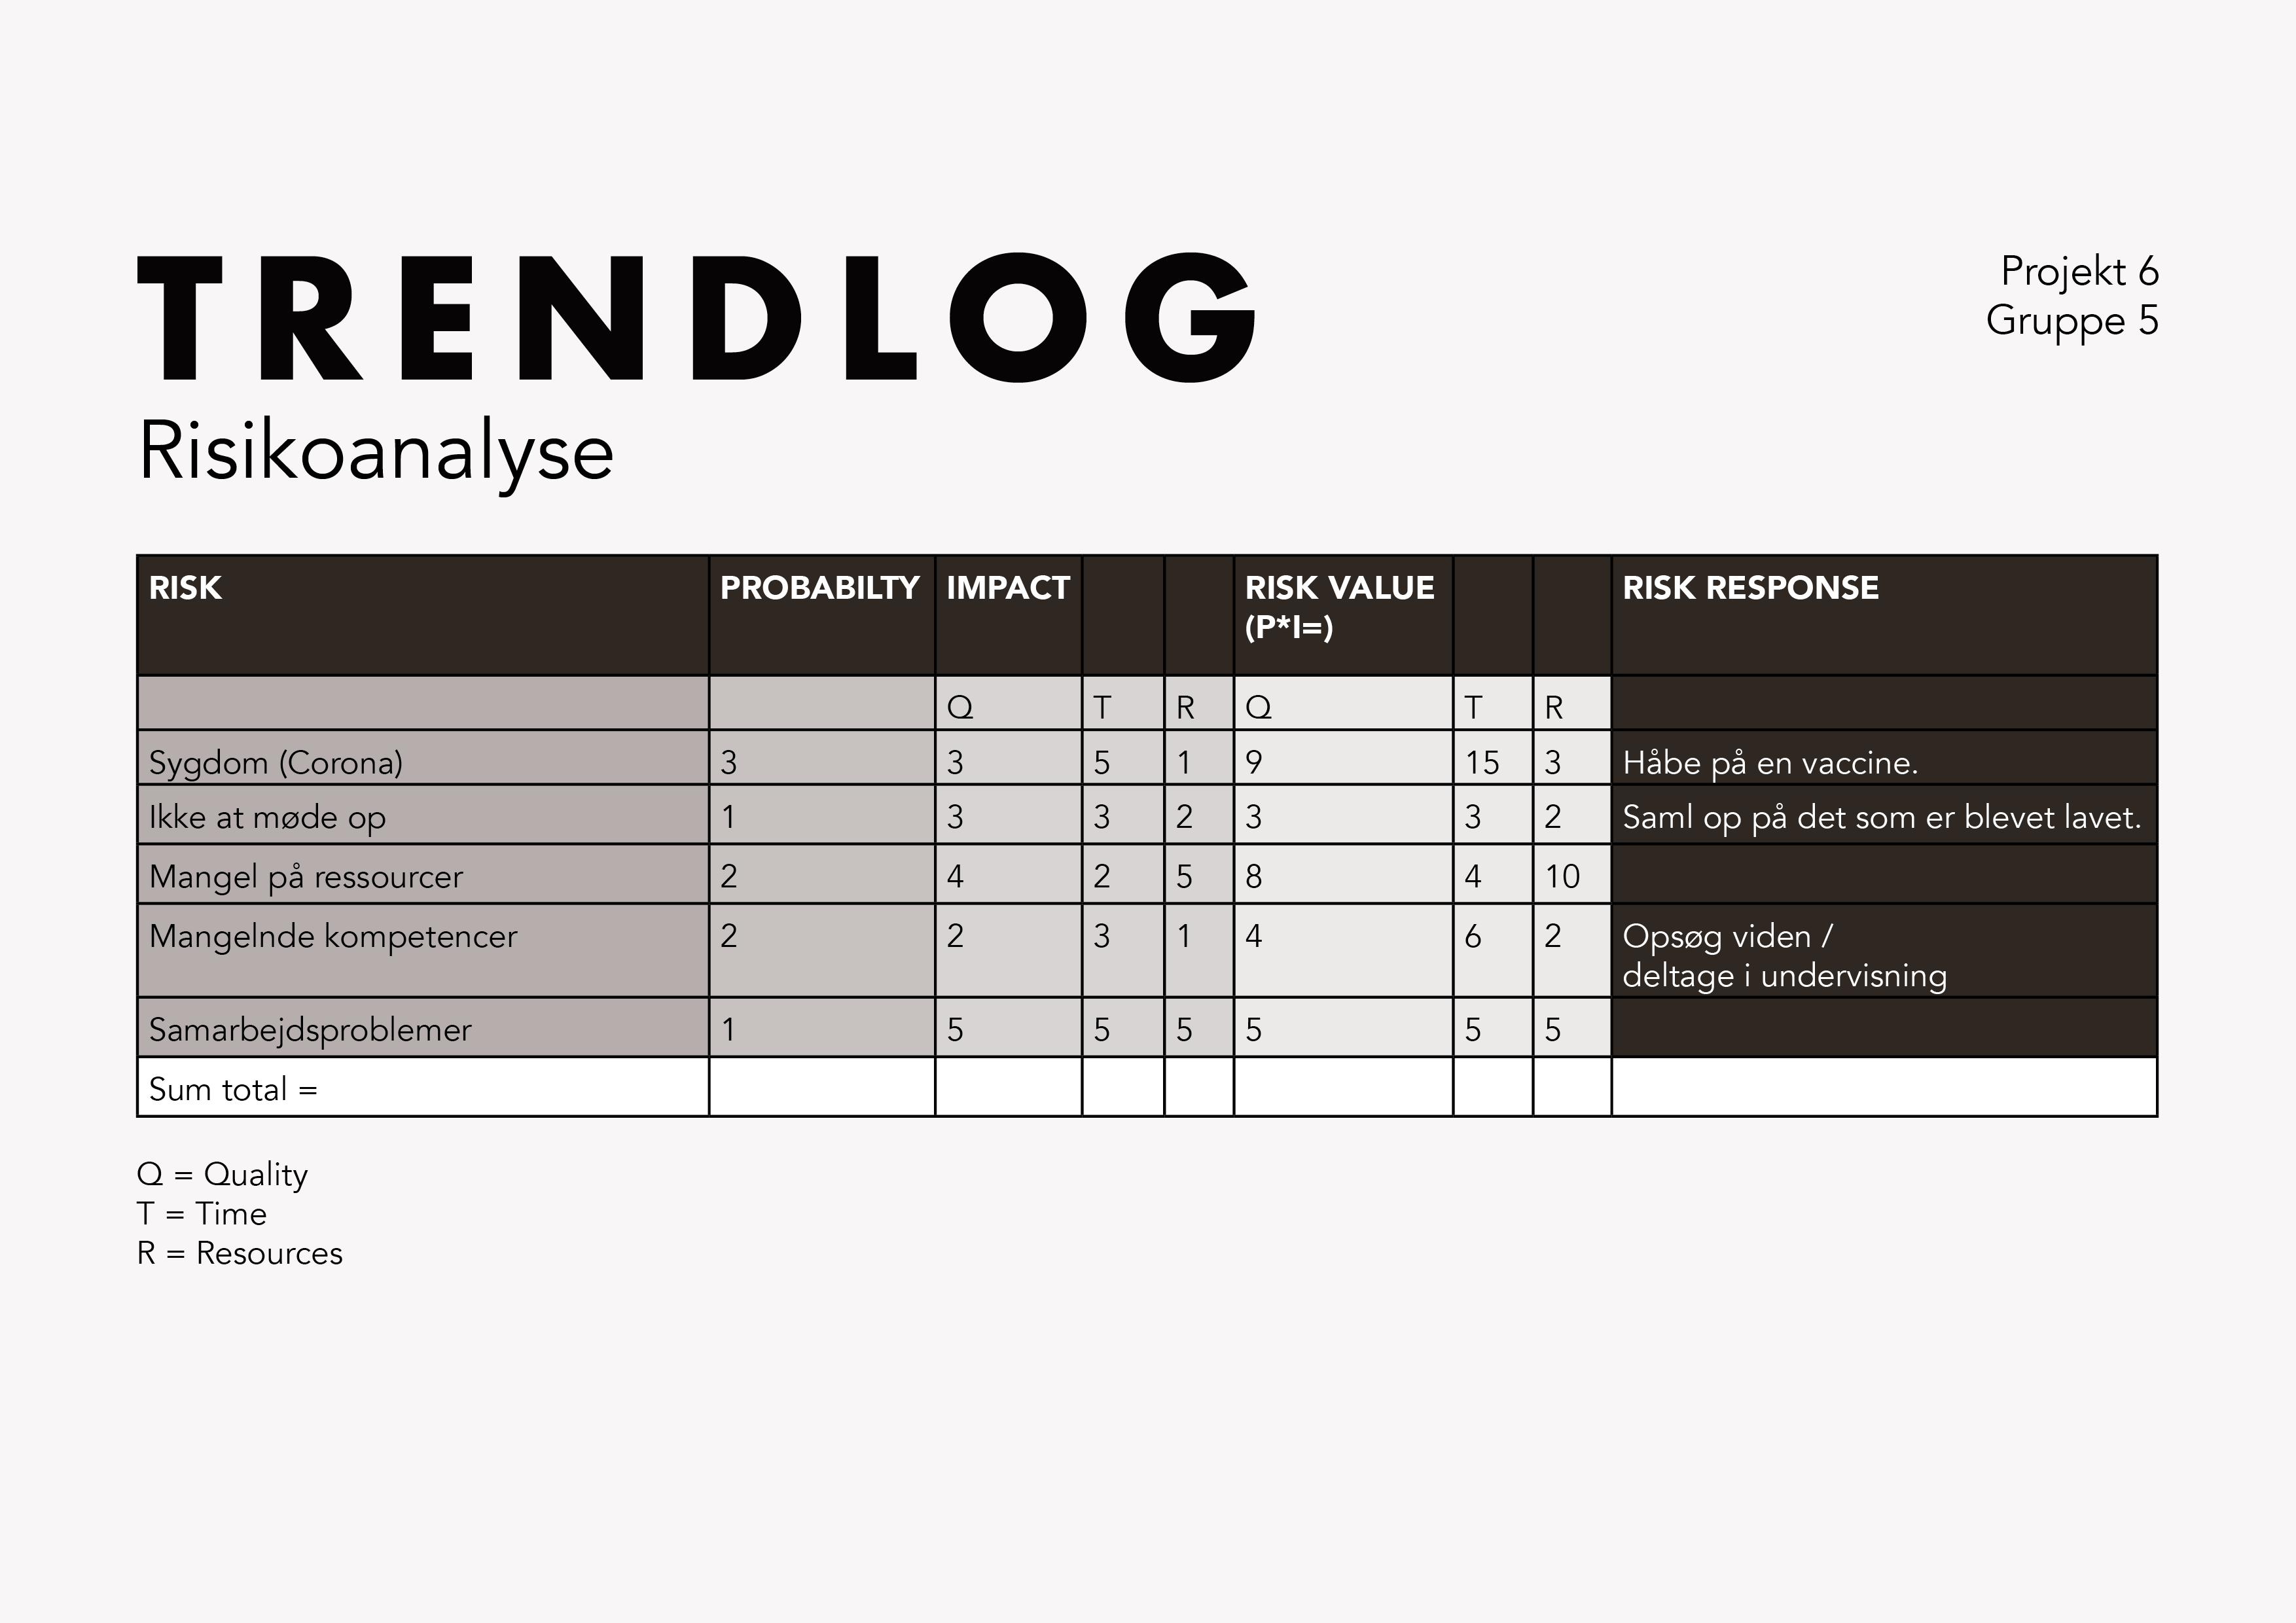 TRENDLOG
Projekt 6
Gruppe 5
Risikoanalyse
RISK PROBABILTY IMPACT RISK VALUE RISK RESPONSE
(P*I=)
Q T R Q T R
Sygdom (Corona) 3 3 5 1 9 15 3 Håbe på en vaccine.
Ikke at møde op 1 3 3 2 3 3 2 Saml op på det som er blevet lavet.
Mangel på ressourcer 2 4 2 5 8 4 10
Mangelnde kompetencer 2 2 3 1 4 6 2 Opsøg viden /
deltage i undervisning
Samarbejdsproblemer 1 5 5 5 5 5 5
Sum total =
Q = Quality
T = Time
R = Resources